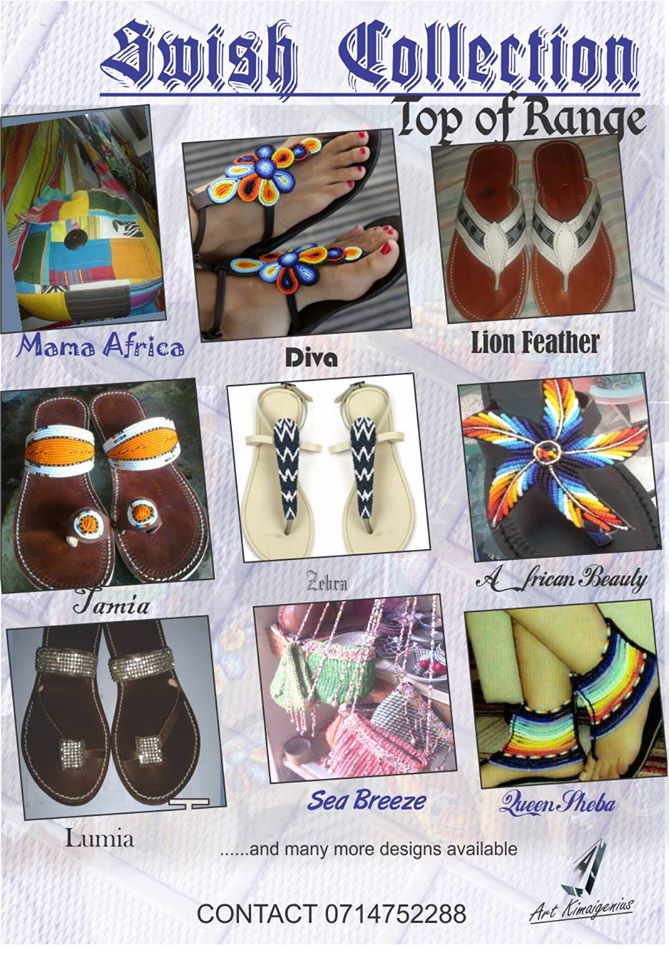 Swish Collection
Top of Range
Mama Africa
Diva
Lion Feather
Tamia
Zebra
African Beauty
Lumia
Sea Breeze
Queen Sheba
......and many more designs available
CONTACT 0714752288
Art Kimaigenius